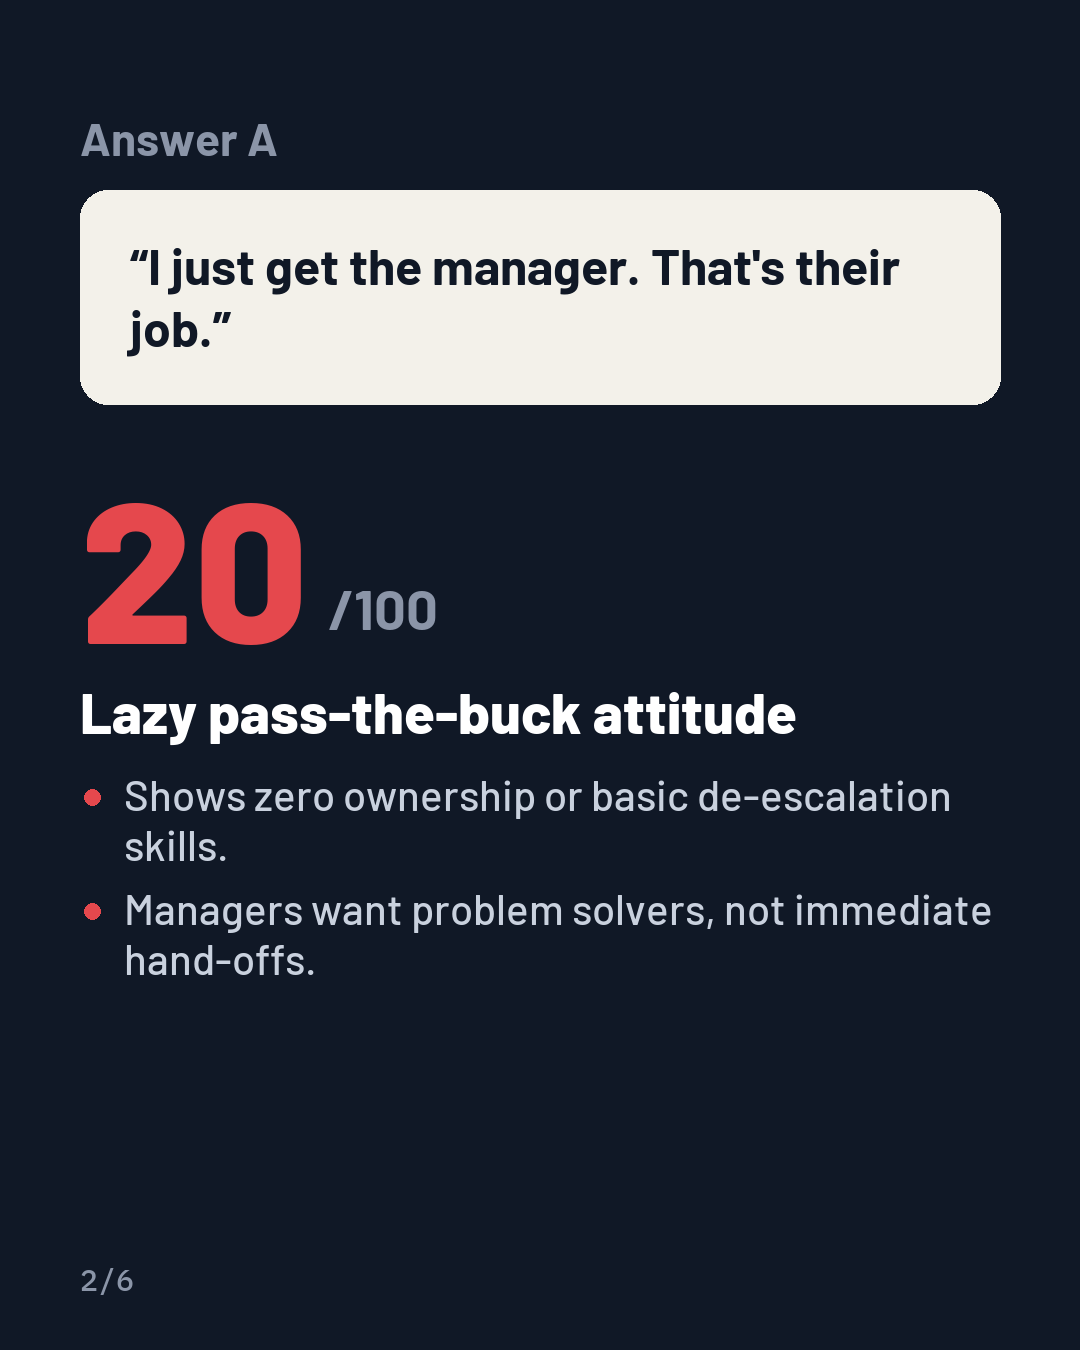 Answer A
“I just get the manager. That's their
job.”
20 /100
Lazy pass-the-buck attitude
• Shows zero ownership or basic de-escalation
skills.
• Managers want problem solvers, not immediate
hand-offs.
2/6